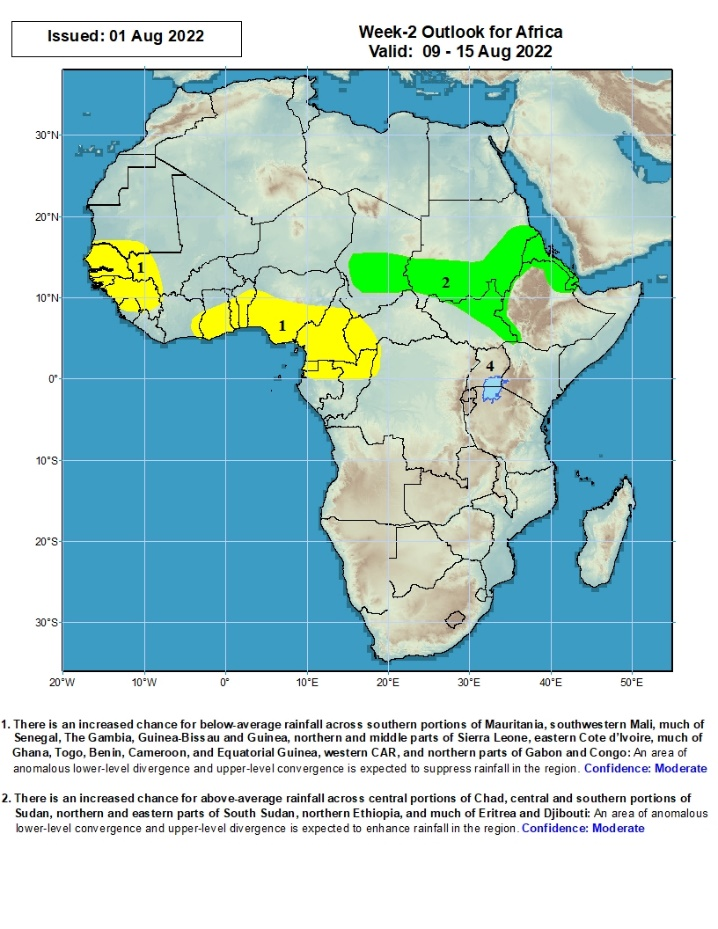 Issued: 01 Aug 2022
Week-2 Outlook for Africa
Valid: 09 - 15 Aug 2022
30°N
20°N
10°N
0°
10°S
20°S
30°S
1
1
2
4
20°W
10°W
0°
10°E
20°E
30°E
40°E
50°E
1. There is an increased chance for below-average rainfall across southern portions of Mauritania, southwestern Mali, much of
Senegal, The Gambia, Guinea-Bissau and Guinea, northern and middle parts of Sierra Leone, eastern Cote d'Ivoire, much of
Ghana, Togo, Benin, Cameroon, and Equatorial Guinea, western CAR, and northern parts of Gabon and Congo: An area of
anomalous lower-level divergence and upper-level convergence is expected to suppress rainfall in the region. Confidence: Moderate
2. There is an increased chance for above-average rainfall across central portions of Chad, central and southern portions of
Sudan, northern and eastern parts of South Sudan, northern Ethiopia, and much of Eritrea and Djibouti: An area of anomalous
lower-level convergence and upper-level divergence is expected to enhance rainfall in the region. Confidence: Moderate